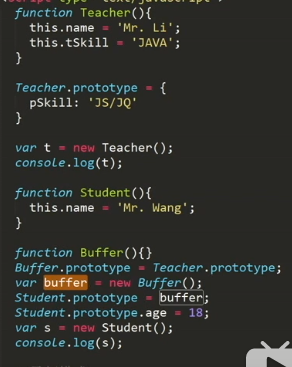 function Teacher(){
this.name = 'Mr. Li';
this.tSkill = 'JAVA';
}
Teacher.prototype = {
pSkill: 'JS/JQ'
}
var t = new Teacher();
console.log(t);
function Student(){
this.name = 'Mr. Wang';
}
function Buffer(){}
Buffer.prototype = Teacher.prototype;
var buffer = new Buffer();
Student.prototype = buffer;
Student.prototype.age = 18;
var s = new Student();
console.log(s);